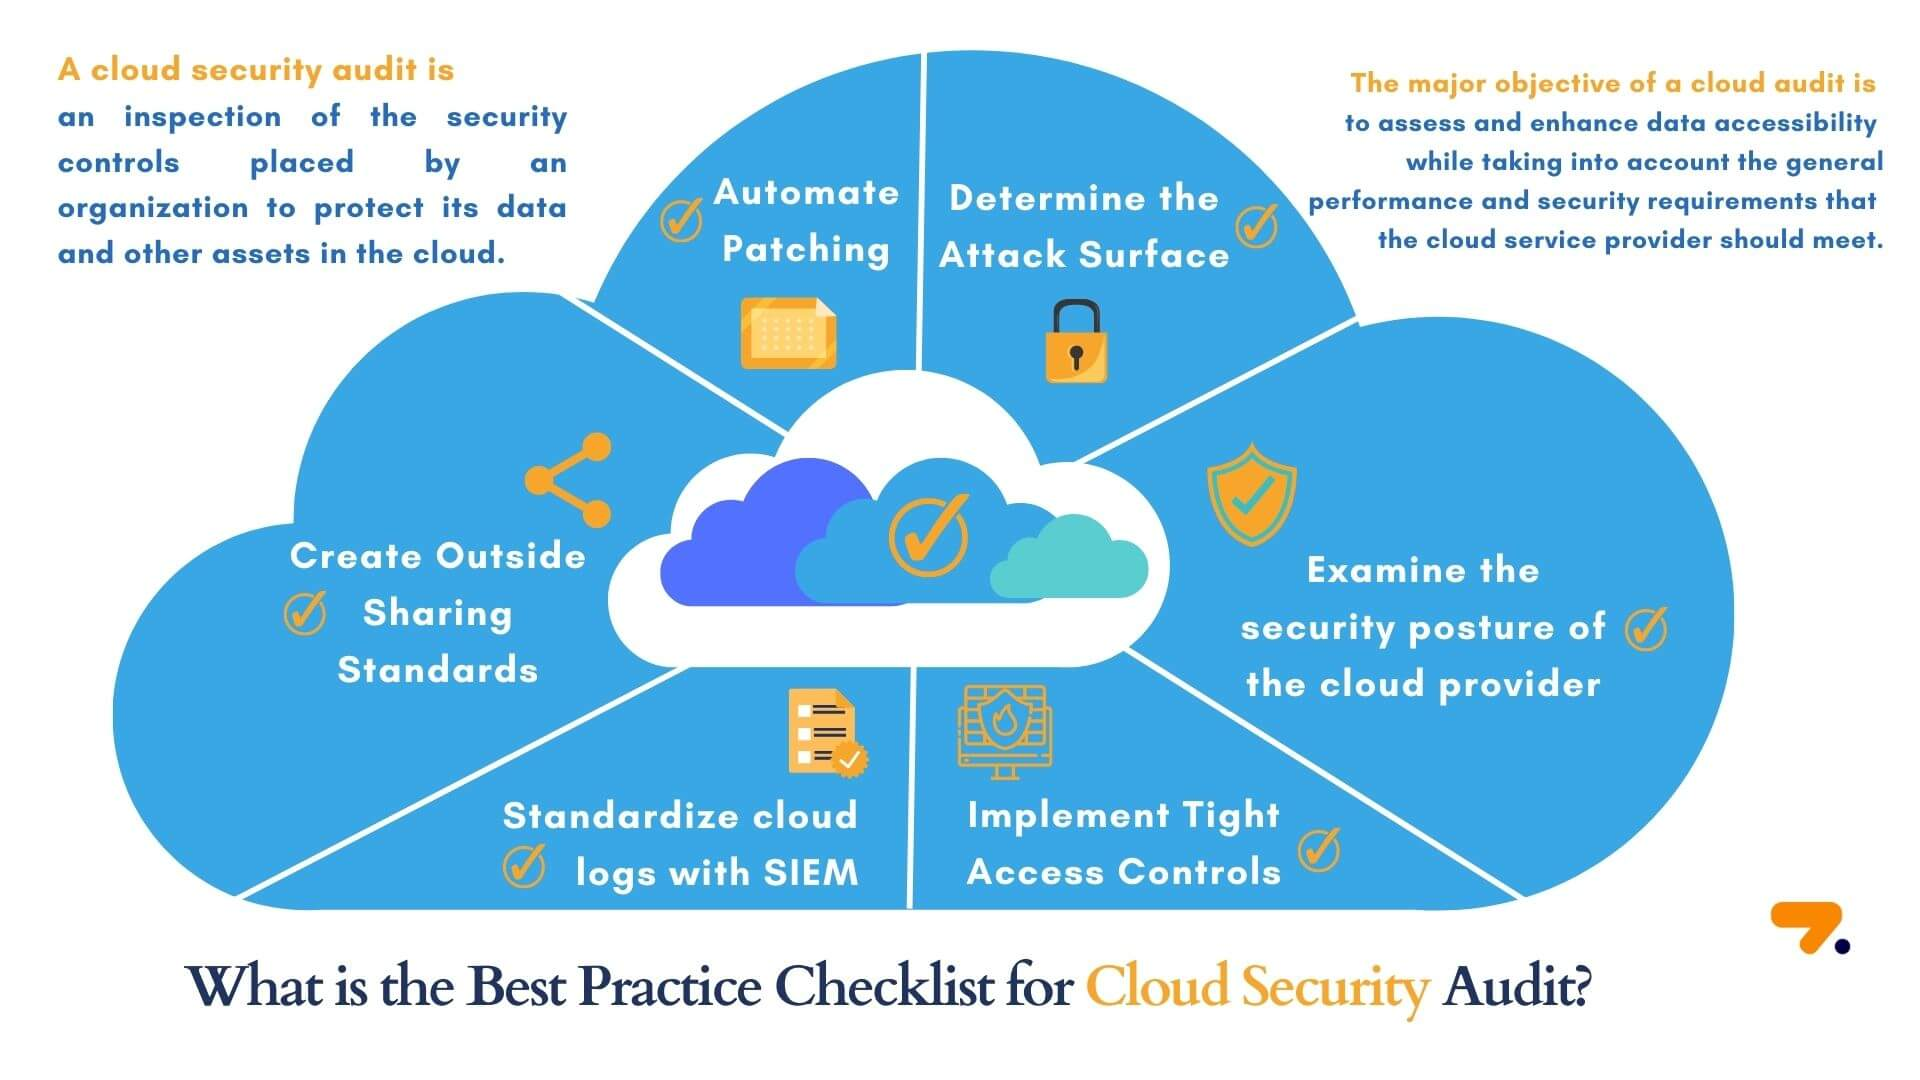 A cloud security audit is
an inspection of the security
controls placed by an
organization to protect its data
and other assets in the cloud.
The major objective of a cloud audit is
to assess and enhance data accessibility
while taking into account the general
performance and security requirements that
the cloud service provider should meet.
Automate
Patching
Determine the
Attack Surface
Create Outside
Sharing
Standards
Examine the
security posture of
the cloud provider
Standardize cloud
logs with SIEM
Implement Tight
Access Controls
What is the Best Practice Checklist for Cloud Security Audit?